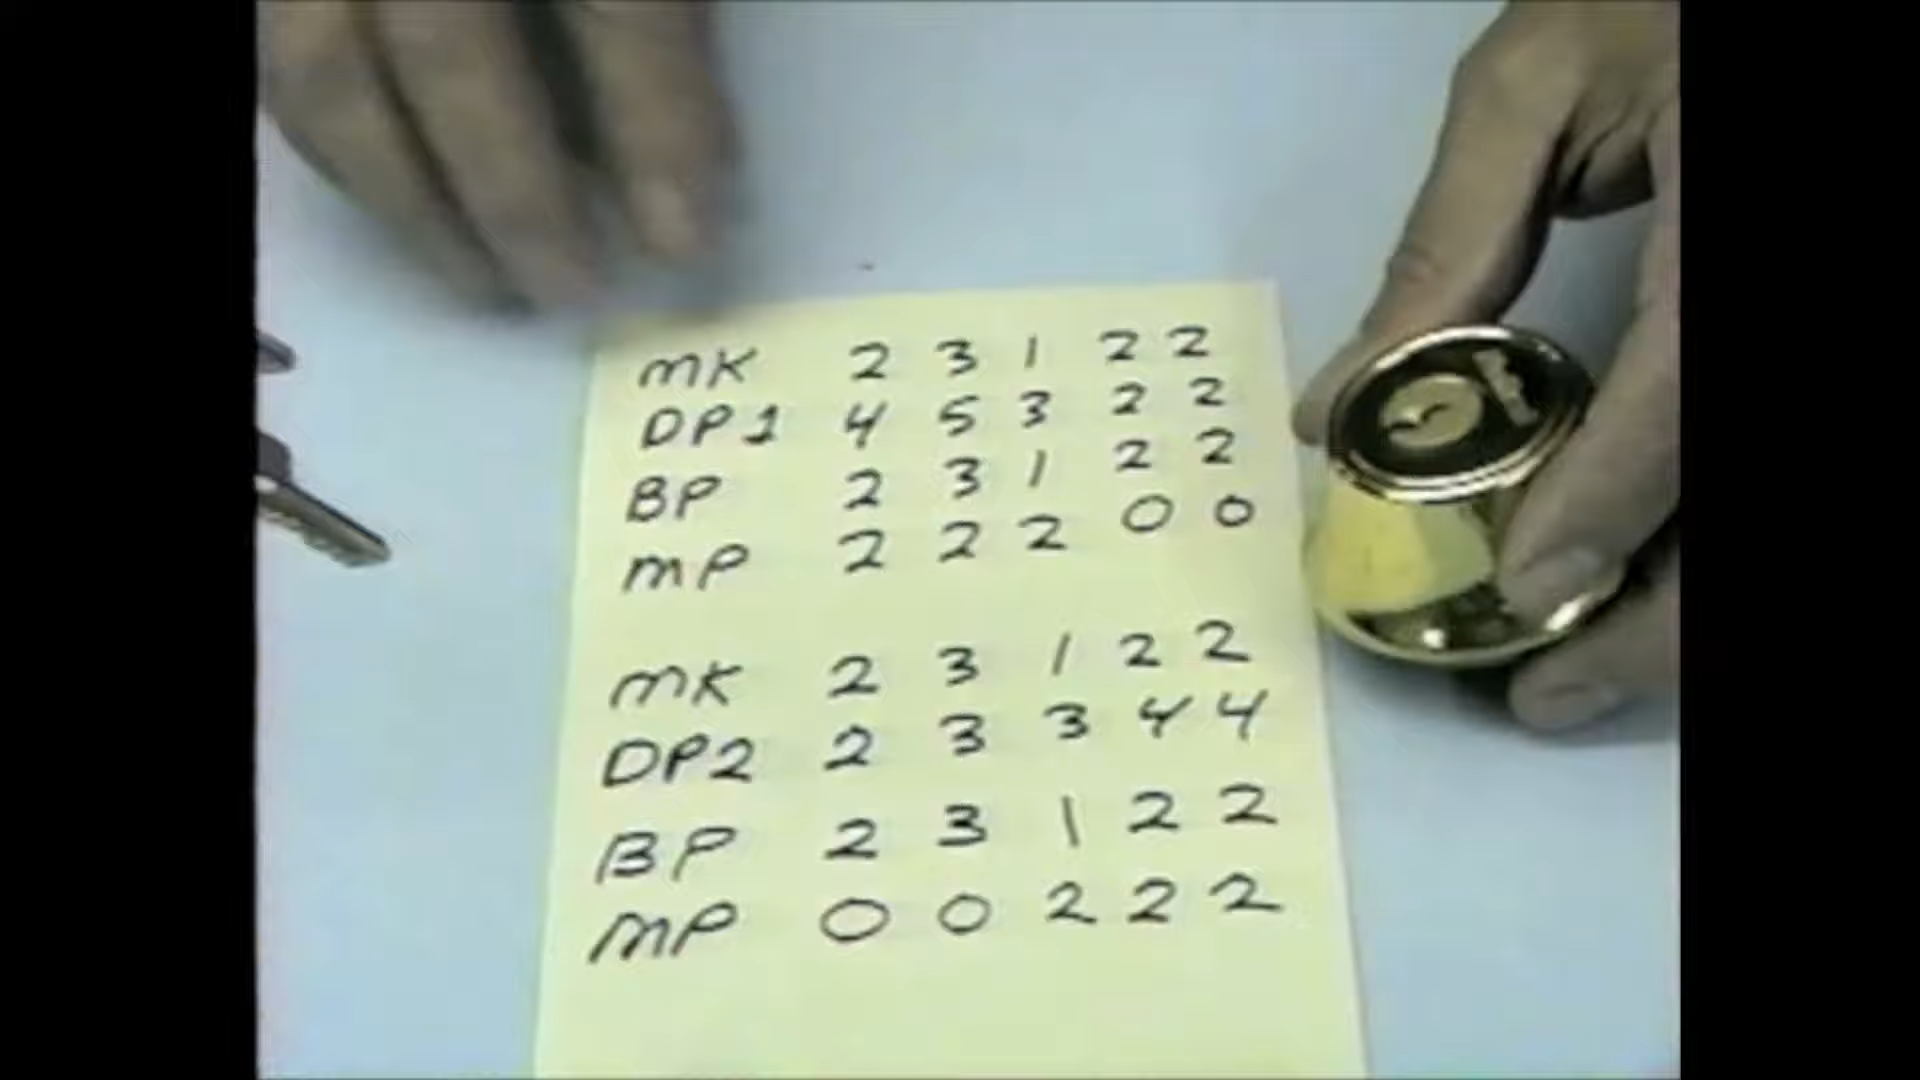 MK 2 3 1 2 2
DP1 4 5 3 2 2
BP 2 3 1 2 2
MP 2 2 2 0 0
MK 2 3 1 2 2
DP2 2 3 3 4 4
BP 2 3 1 2 2
MP 0 0 2 2 2